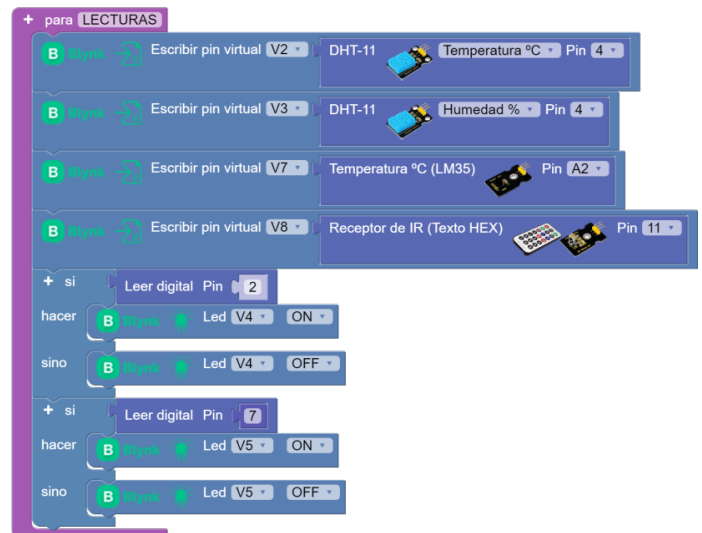 + para LECTURAS
B Blynk Escribir pin virtual V2 DHT-11 Temperatura ºC Pin 4
B Blynk Escribir pin virtual V3 DHT-11 Humedad % Pin 4
B Blynk Escribir pin virtual V7 Temperatura ºC (LM35) Pin A2
B Blynk Escribir pin virtual V8 Receptor de IR (Texto HEX) Pin 11
+ si Leer digital Pin 2
hacer B Blynk Led V4 ON
sino B Blynk Led V4 OFF
+ si Leer digital Pin 7
hacer B Blynk Led V5 ON
sino B Blynk Led V5 OFF